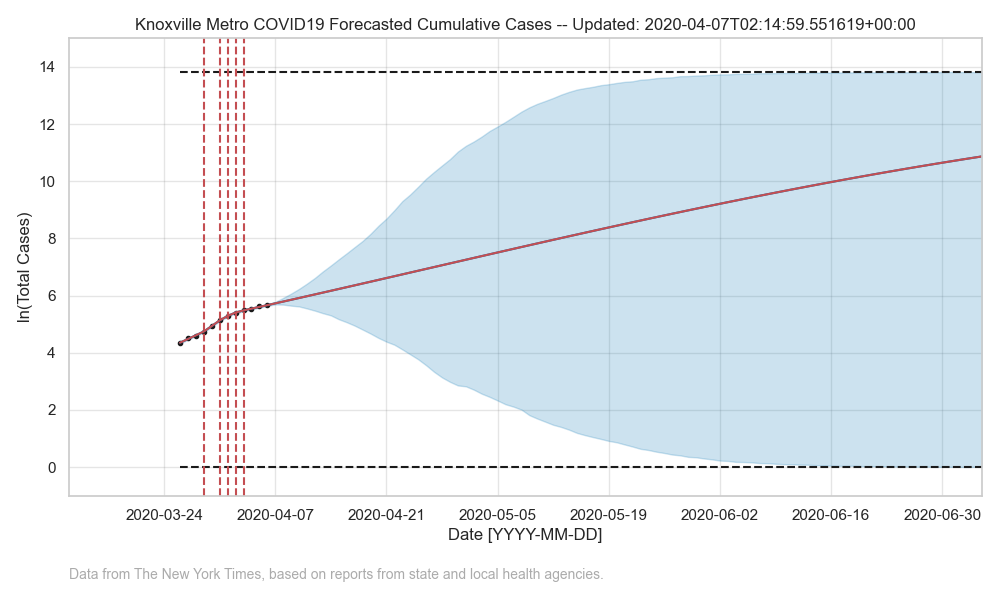 Knoxville Metro COVID19 Forecasted Cumulative Cases -- Updated: 2020-04-07T02:14:59.551619+00:00
ln(Total Cases)
14
12
10
8
6
4
2
0
2020-03-24 2020-04-07 2020-04-21 2020-05-05 2020-05-19 2020-06-02 2020-06-16 2020-06-30
Date [YYYY-MM-DD]
Data from The New York Times, based on reports from state and local health agencies.